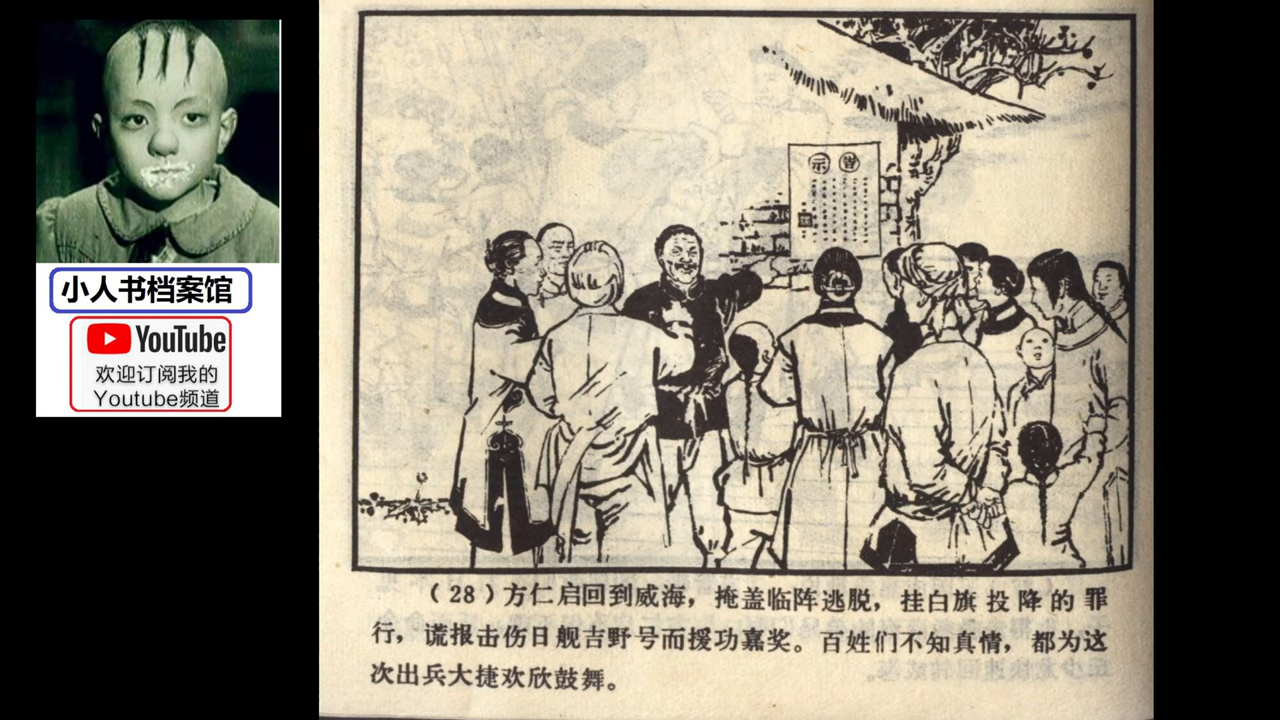 小人书档案馆
YouTube
欢迎订阅我的
Youtube频道
告示
（28）方仁启回到威海，掩盖临阵逃脱，挂白旗投降的罪
行，谎报击伤日舰吉野号而援功嘉奖。百姓们不知真情，都为这
次出兵大捷欢欣鼓舞。